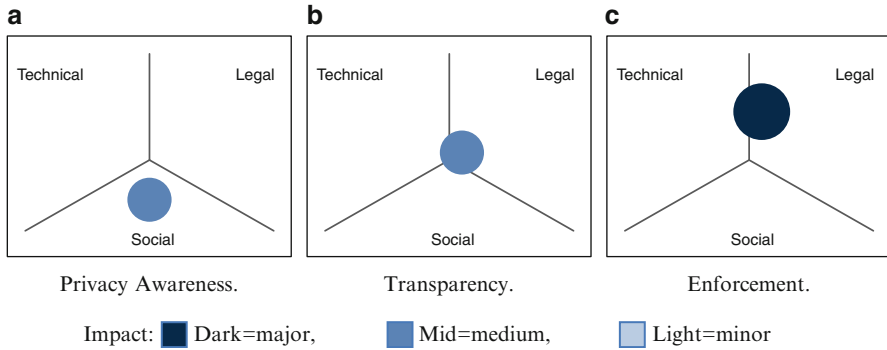 a b c
Technical Legal Technical Legal Technical Legal
Social Social Social
Privacy Awareness. Transparency. Enforcement.
Impact: Dark=major, Mid=medium, Light=minor